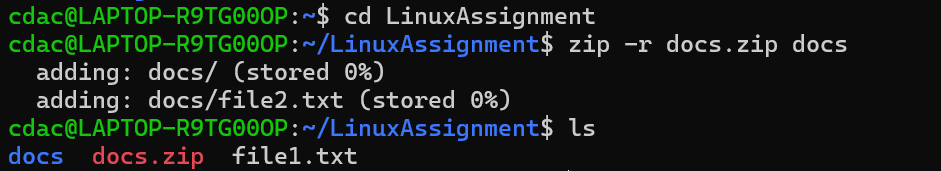 cdac@LAPTOP-R9TG00OP:~$ cd LinuxAssignment
cdac@LAPTOP-R9TG00OP:~/LinuxAssignment$ zip -r docs.zip docs
  adding: docs/ (stored 0%)
  adding: docs/file2.txt (stored 0%)
cdac@LAPTOP-R9TG00OP:~/LinuxAssignment$ ls
docs  docs.zip  file1.txt